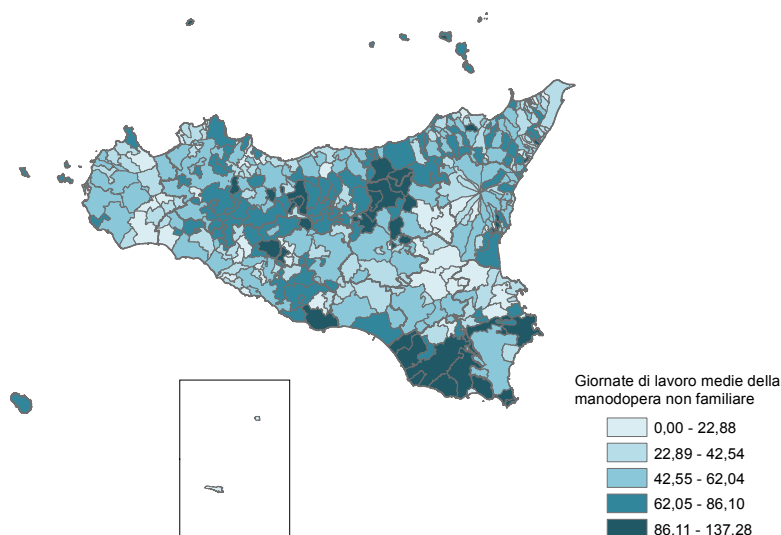 Giornate di lavoro medie della
manodopera non familiare
0,00 - 22,88
22,89 - 42,54
42,55 - 62,04
62,05 - 86,10
86,11 - 137,28